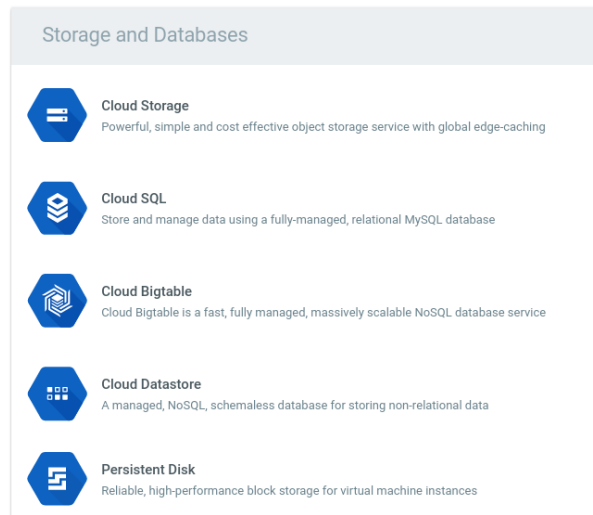 Storage and Databases
Cloud Storage
Powerful, simple and cost effective object storage service with global edge-caching
Cloud SQL
Store and manage data using a fully-managed, relational MySQL database
Cloud Bigtable
Cloud Bigtable is a fast, fully managed, massively scalable NoSQL database service
Cloud Datastore
A managed, NoSQL, schemaless database for storing non-relational data
Persistent Disk
Reliable, high-performance block storage for virtual machine instances